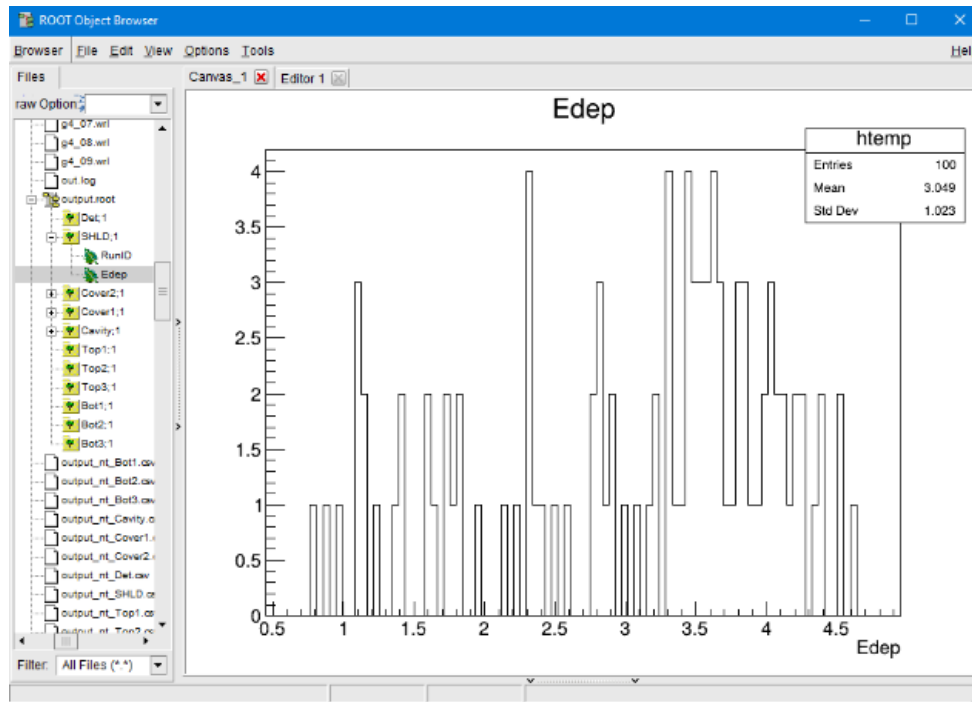 ROOT Object Browser
Browser File Edit View Options Tools Hel
Files
Canvas_1 Editor 1
raw Option:
g4_07.wrl
g4_08.wrl
g4_09.wrl
out.log
output.root
Det;1
SHLD;1
RunID
Edep
Cover2;1
Cover1;1
Cavity;1
Top1;1
Top2;1
Top3;1
Bot1;1
Bot2;1
Bot3;1
output_nt_Bot1.csv
output_nt_Bot2.csv
output_nt_Bot3.csv
output_nt_Cavity.c
output_nt_Cover1.
output_nt_Cover2.
output_nt_Det.csv
output_nt_SHLD.cs
output_nt_Top1.cs
output_nt_Top2.cs
Filter: All Files (*.*)
Edep
htemp
Entries 100
Mean 3.049
Std Dev 1.023
4
3.5
3
2.5
2
1.5
1
0.5
0
0.5 1 1.5 2 2.5 3 3.5 4 4.5
Edep